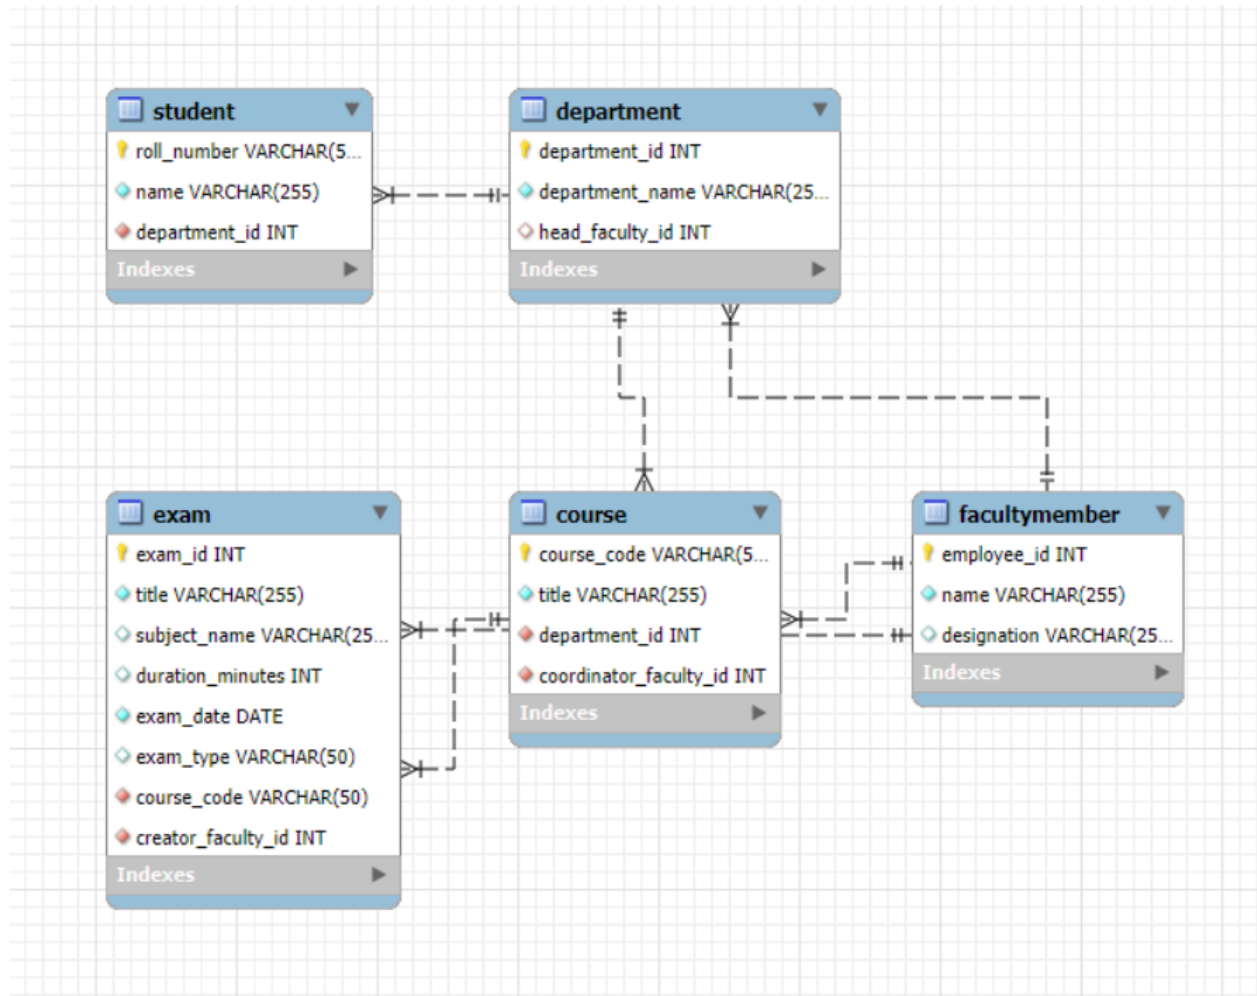 student
roll_number VARCHAR(5...
name VARCHAR(255)
department_id INT
Indexes
department
department_id INT
department_name VARCHAR(25...
head_faculty_id INT
Indexes
exam
exam_id INT
title VARCHAR(255)
subject_name VARCHAR(25...
duration_minutes INT
exam_date DATE
exam_type VARCHAR(50)
course_code VARCHAR(50)
creator_faculty_id INT
Indexes
course
course_code VARCHAR(5...
title VARCHAR(255)
department_id INT
coordinator_faculty_id INT
Indexes
facultymember
employee_id INT
name VARCHAR(255)
designation VARCHAR(25...
Indexes